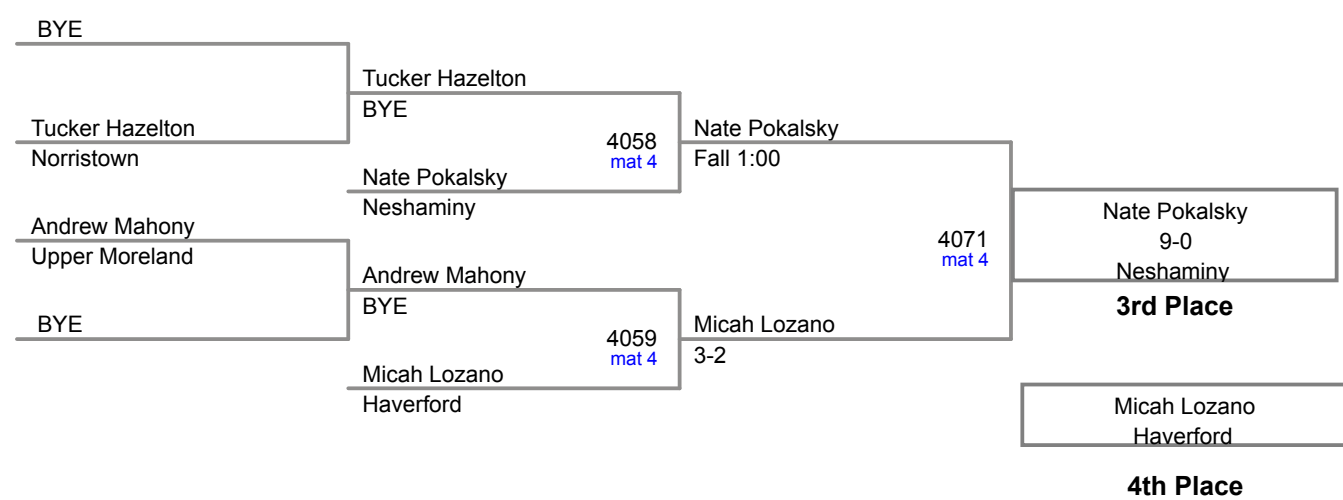 BYE
Tucker Hazelton
BYE
Tucker Hazelton
Norristown
4058
mat 4
Nate Pokalsky
Fall 1:00
Nate Pokalsky
Neshaminy
Andrew Mahony
Upper Moreland
4071
mat 4
Nate Pokalsky
9-0
Neshaminy
3rd Place
Andrew Mahony
BYE
BYE
4059
mat 4
Micah Lozano
3-2
Micah Lozano
Haverford
Micah Lozano
Haverford
4th Place